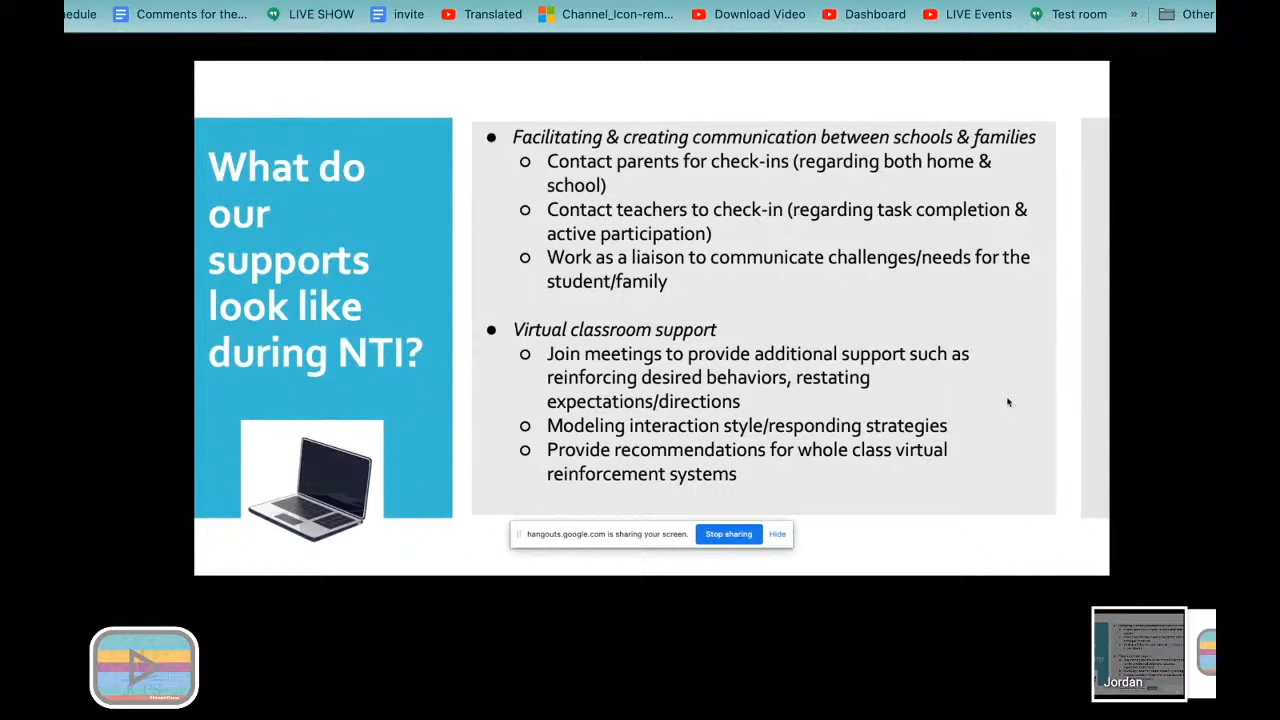 edule Comments for the... LIVE SHOW invite Translated Channel_Icon-rem... Download Video Dashboard LIVE Events Test room » Other
What do
our
supports
look like
during NTI?
● Facilitating & creating communication between schools & families
○ Contact parents for check-ins (regarding both home &
school)
○ Contact teachers to check-in (regarding task completion &
active participation)
○ Work as a liaison to communicate challenges/needs for the
student/family
● Virtual classroom support
○ Join meetings to provide additional support such as
reinforcing desired behaviors, restating
expectations/directions
○ Modeling interaction style/responding strategies
○ Provide recommendations for whole class virtual
reinforcement systems
hangouts.google.com is sharing your screen. Stop sharing Hide
Jordan